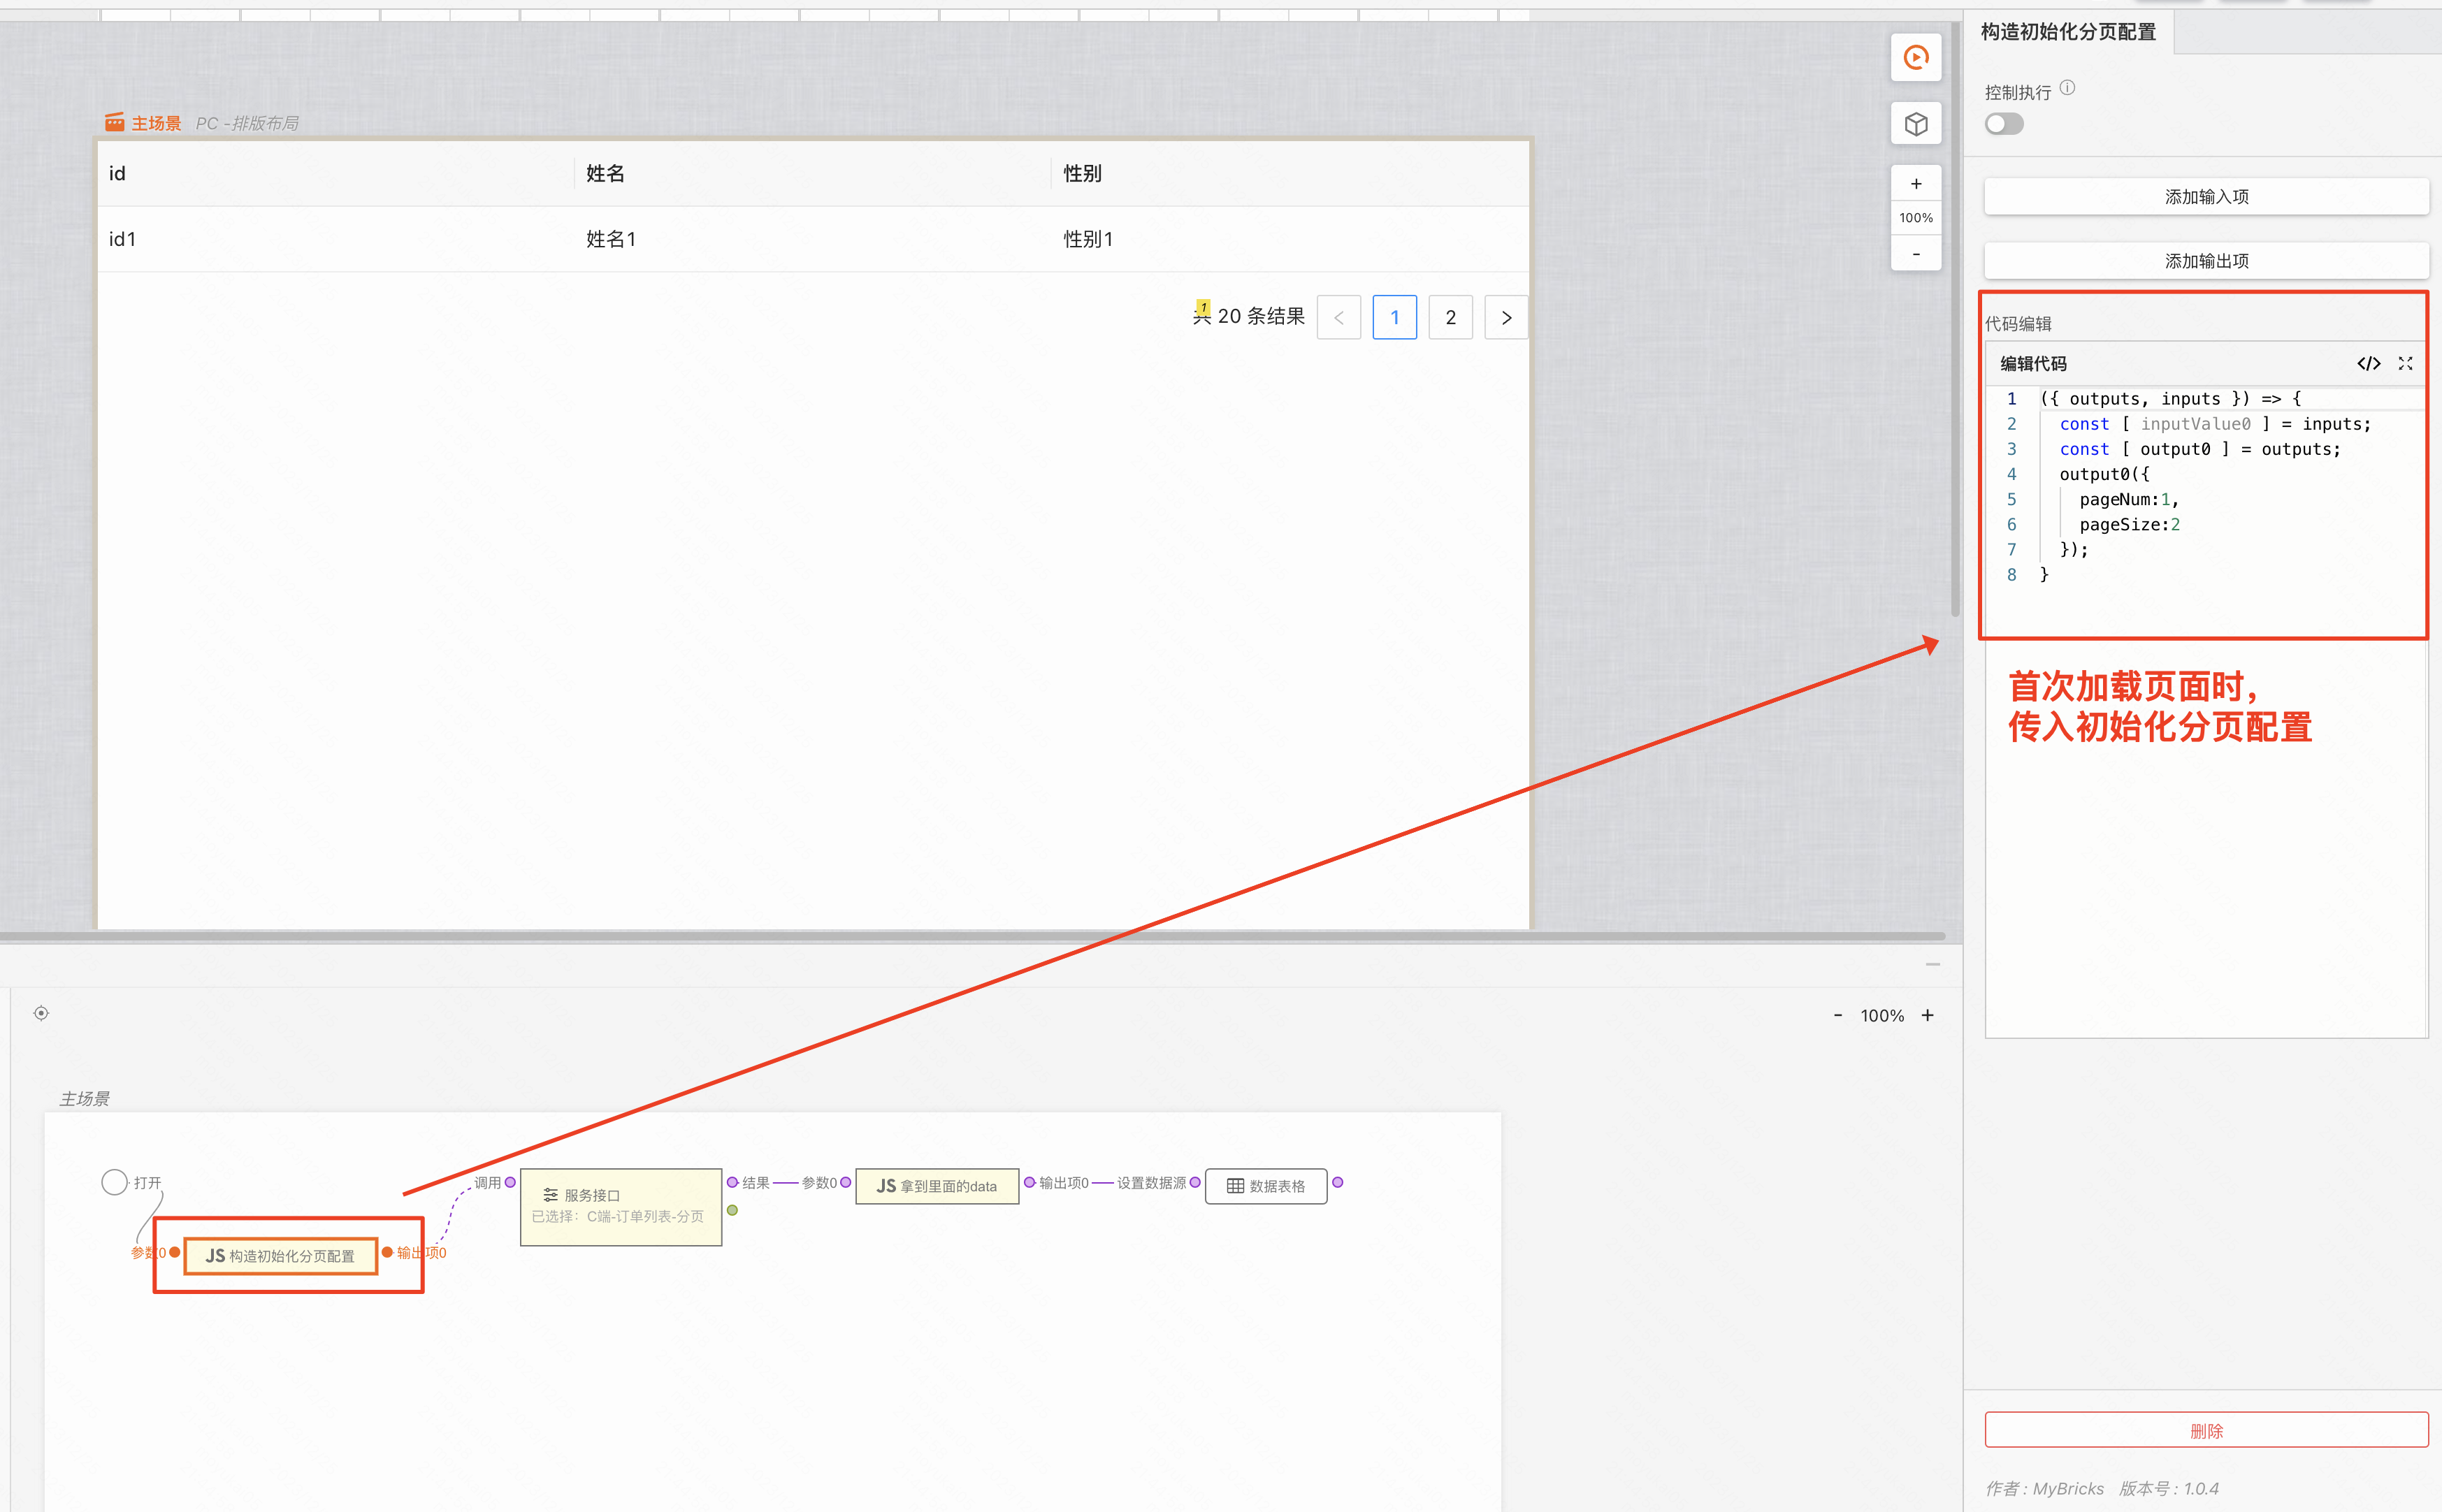 主场景 PC -排版布局
id 姓名 性别
id1 姓名1 性别1
1
共 20 条结果 < 1 2 >
+
100%
-
构造初始化分页配置
控制执行
添加输入项
添加输出项
代码编辑
编辑代码 </>
1 ({ outputs, inputs }) => {
2 const [ inputValue0 ] = inputs;
3 const [ output0 ] = outputs;
4 output0({
5 pageNum:1,
6 pageSize:2
7 });
8 }
首次加载页面时，
传入初始化分页配置
- 100% +
主场景
打开 调用 服务接口 结果 参数0 JS 拿到里面的data 输出项0 设置数据源 数据表格
已选择：C端-订单列表-分页
参数0 JS 构造初始化分页配置 输出项0
删除
作者 : MyBricks 版本号 : 1.0.4